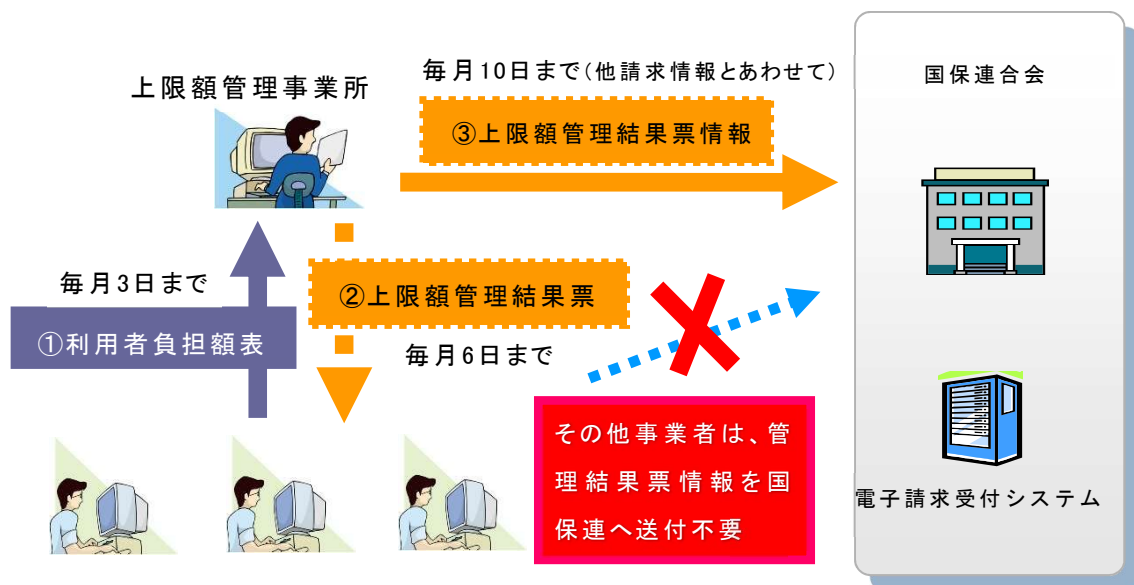 毎月10日まで(他請求情報とあわせて)
上限額管理事業所
③上限額管理結果票情報
国保連合会
毎月3日まで
①利用者負担額表
②上限額管理結果票
毎月6日まで
その他事業者は、管
理結果票情報を国
保連へ送付不要
電子請求受付システム